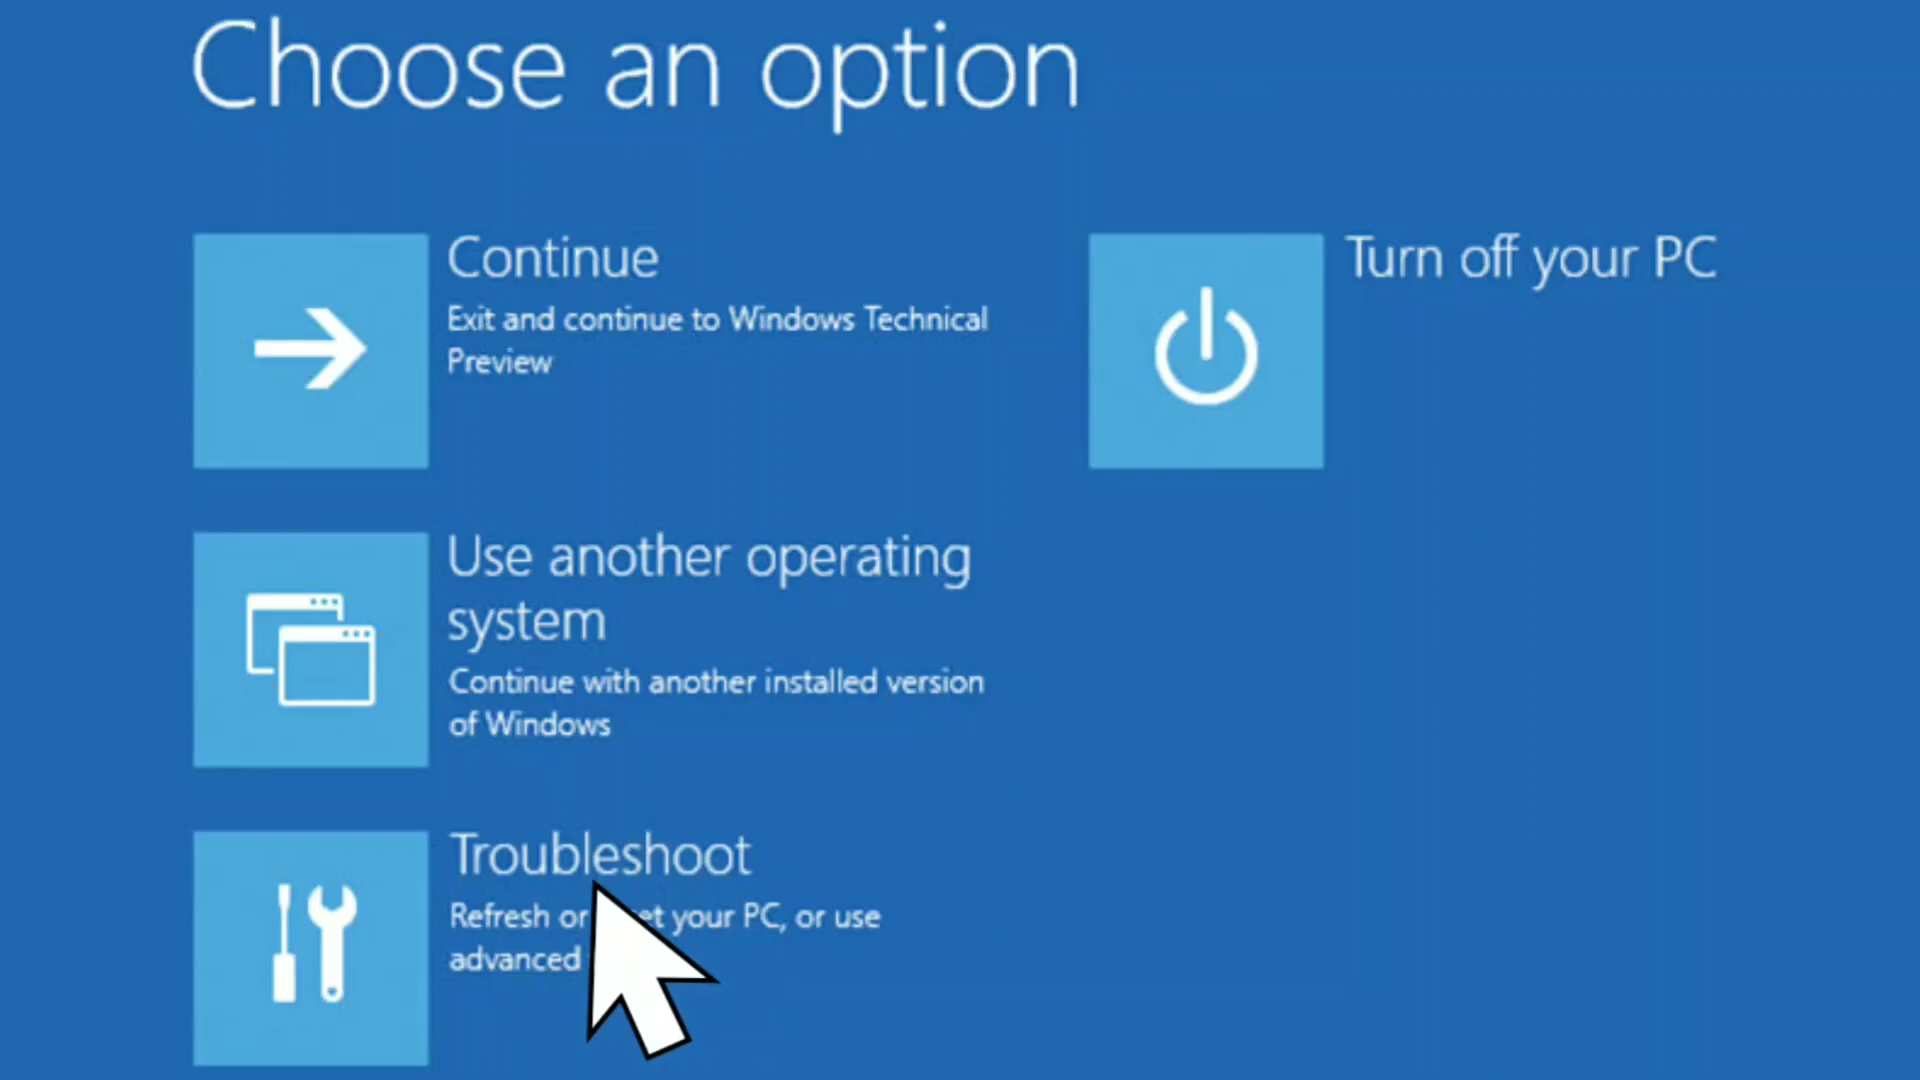 Choose an option
Continue
Exit and continue to Windows Technical
Preview
Turn off your PC
Use another operating
system
Continue with another installed version
of Windows
Troubleshoot
Refresh or your PC, or use
advanced